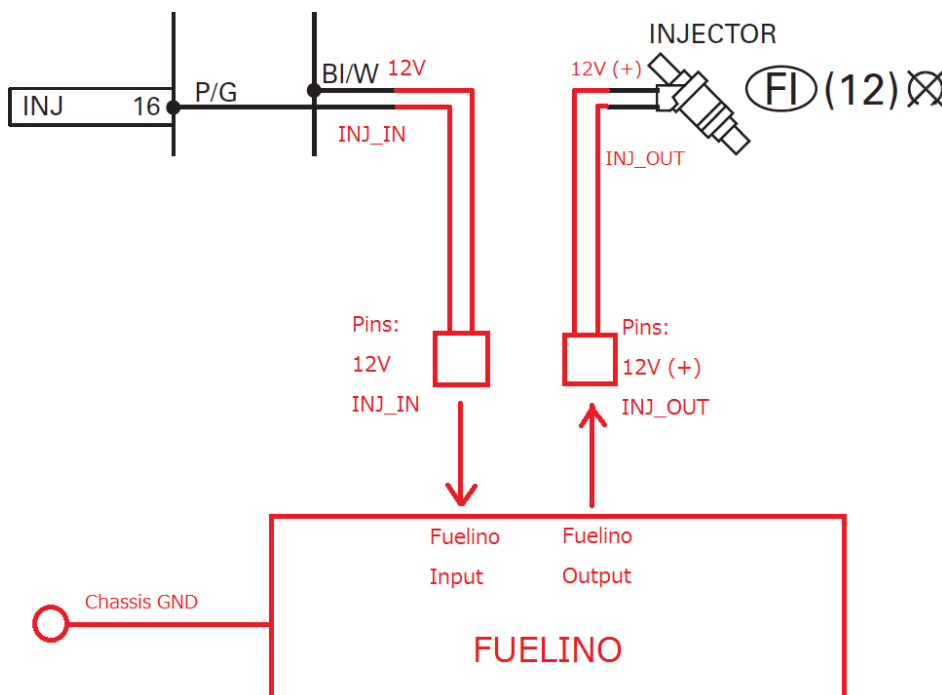 INJECTOR
BI/W 12V
12V (+)
FI (12)
INJ 16 P/G
INJ_IN
INJ_OUT
Pins:
12V
INJ_IN
Pins:
12V (+)
INJ_OUT
Fuelino
Input
Fuelino
Output
Chassis GND
FUELINO